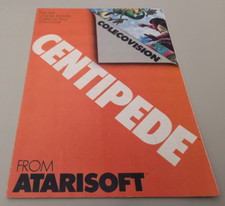 COLECOVISION
CENTIPEDE
FROM
ATARISOFT